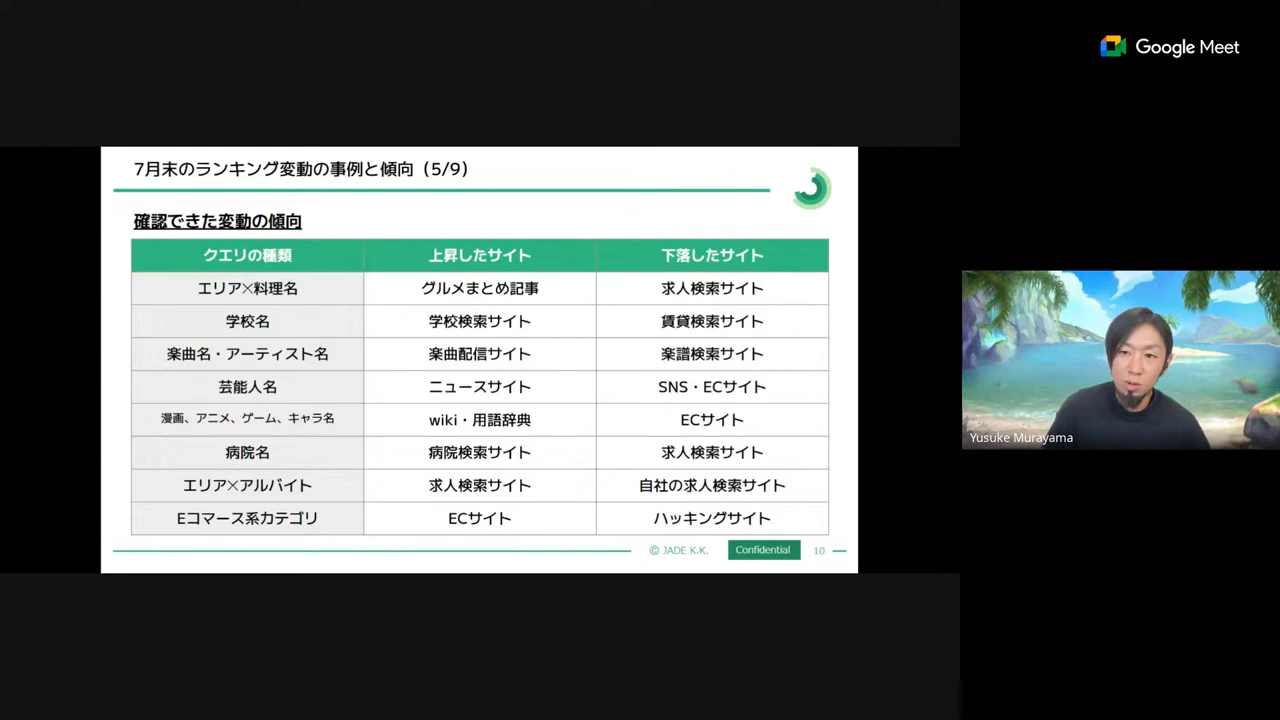 Google Meet
7月末のランキング変動の事例と傾向（5/9）
確認できた変動の傾向
クエリの種類 上昇したサイト 下落したサイト
エリア×料理名 グルメまとめ記事 求人検索サイト
学校名 学校検索サイト 賃貸検索サイト
楽曲名・アーティスト名 楽曲配信サイト 楽譜検索サイト
芸能人名 ニュースサイト SNS・ECサイト
漫画、アニメ、ゲーム、キャラ名 wiki・用語辞典 ECサイト
病院名 病院検索サイト 求人検索サイト
エリア×アルバイト 求人検索サイト 自社の求人検索サイト
Eコマース系カテゴリ ECサイト ハッキングサイト
© JADE K.K. Confidential 10
Yusuke Murayama